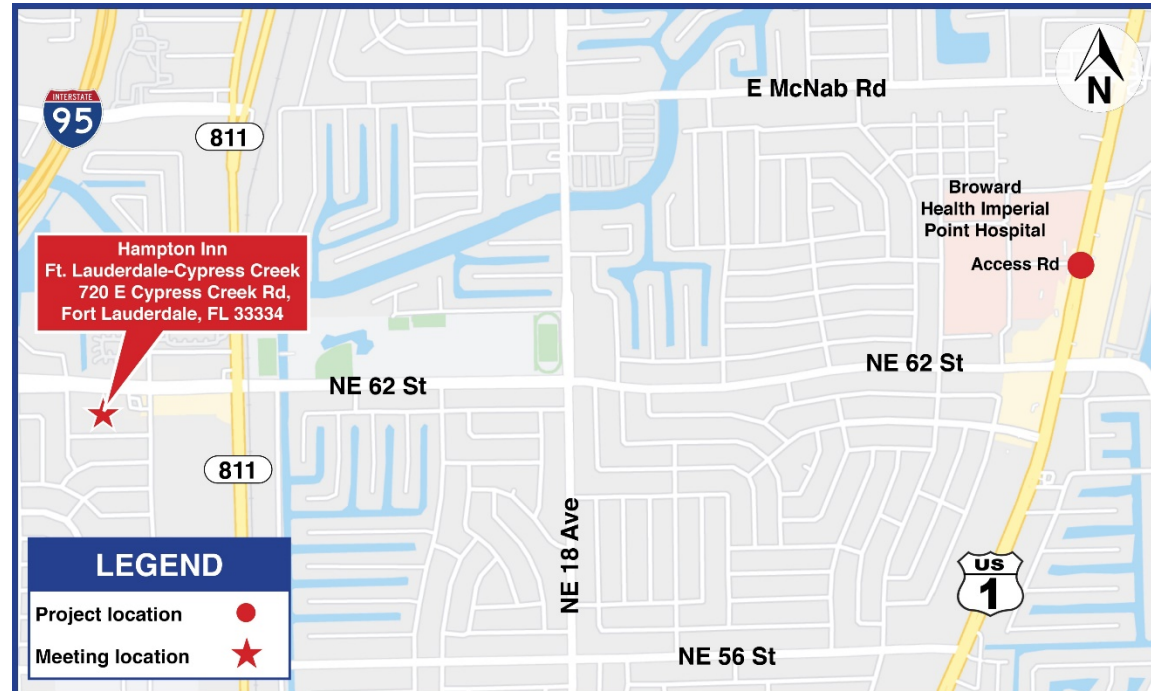 E McNab Rd
N
INTERSTATE
95
811
Broward
Health Imperial
Point Hospital
Access Rd
Hampton Inn
Ft. Lauderdale-Cypress Creek
720 E Cypress Creek Rd,
Fort Lauderdale, FL 33334
NE 62 St
NE 62 St
811
NE 18 Ave
US
1
LEGEND
Project location
Meeting location
NE 56 St